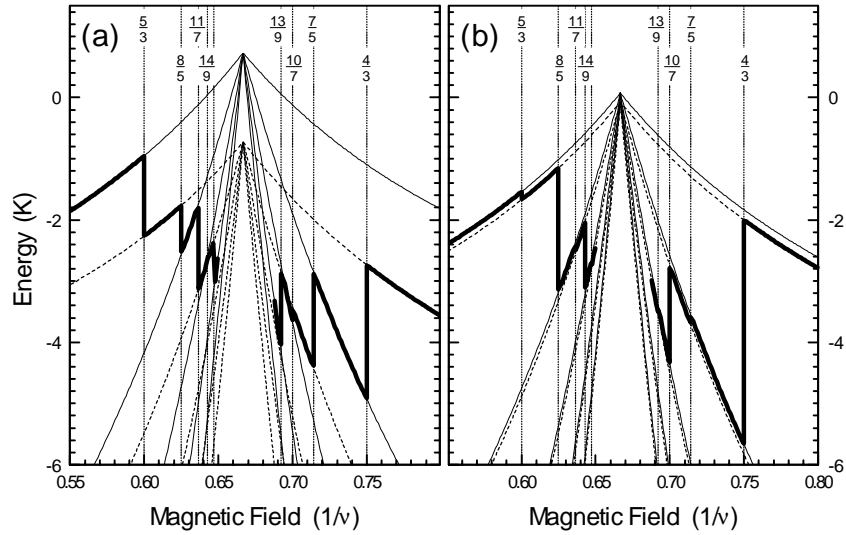 (a) 5/3 11/7 13/9 7/5
8/5 14/9 10/7 4/3
(b) 5/3 11/7 13/9 7/5
8/5 14/9 10/7 4/3
Energy (K)
0
-2
-4
-6
0
-2
-4
-6
0.55 0.60 0.65 0.70 0.75
0.60 0.65 0.70 0.75 0.80
Magnetic Field (1/ν)
Magnetic Field (1/ν)